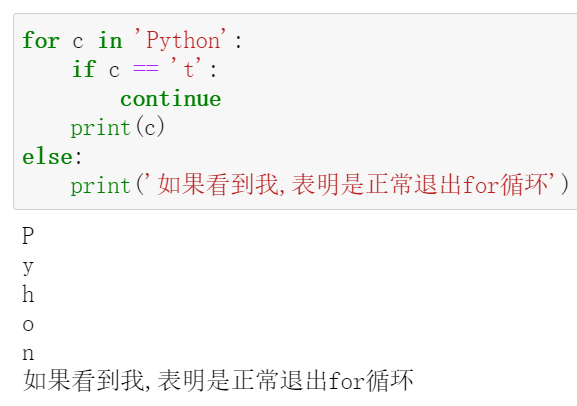 for c in 'Python':
    if c == 't':
        continue
    print(c)
else:
    print('如果看到我,表明是正常退出for循环')
P
y
h
o
n
如果看到我,表明是正常退出for循环